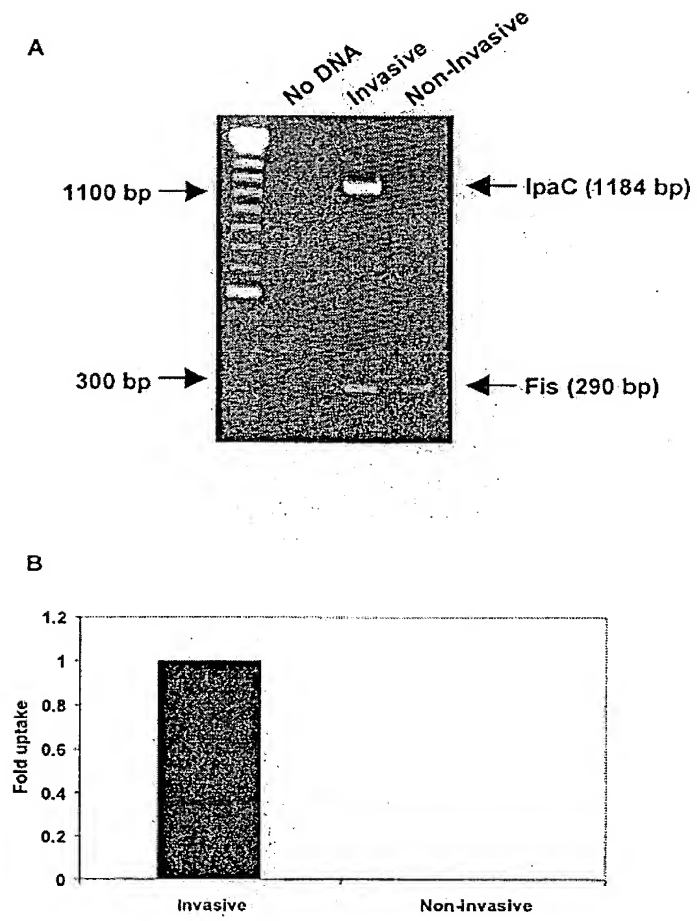 A
No DNA
Invasive
Non-Invasive
1100 bp
IpaC (1184 bp)
300 bp
Fis (290 bp)
B
1.2
1
0.8
0.6
0.4
0.2
0
Fold uptake
Invasive
Non-Invasive